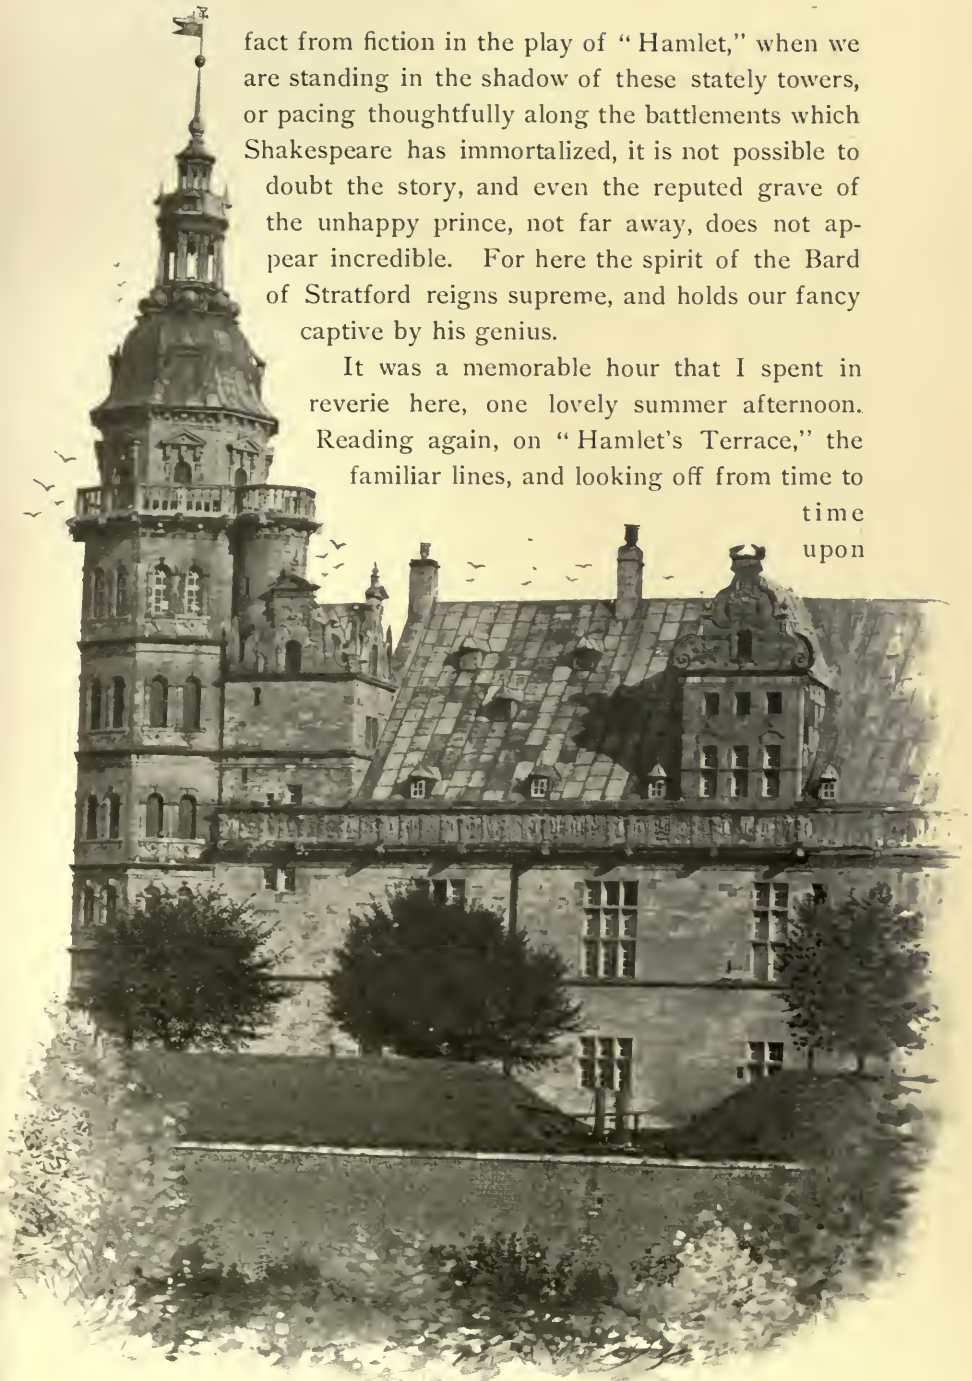 fact from fiction in the play of “ Hamlet,” when we
are standing in the shadow of these stately towers,
or pacing thoughtfully along the battlements which
Shakespeare has immortalized, it is not possible to
doubt the story, and even the reputed grave of
the unhappy prince, not far away, does not ap-
pear incredible. For here the spirit of the Bard
of Stratford reigns supreme, and holds our fancy
captive by his genius.
It was a memorable hour that I spent in
reverie here, one lovely summer afternoon.
Reading again, on “ Hamlet’s Terrace,” the
familiar lines, and looking off from time to
time
upon